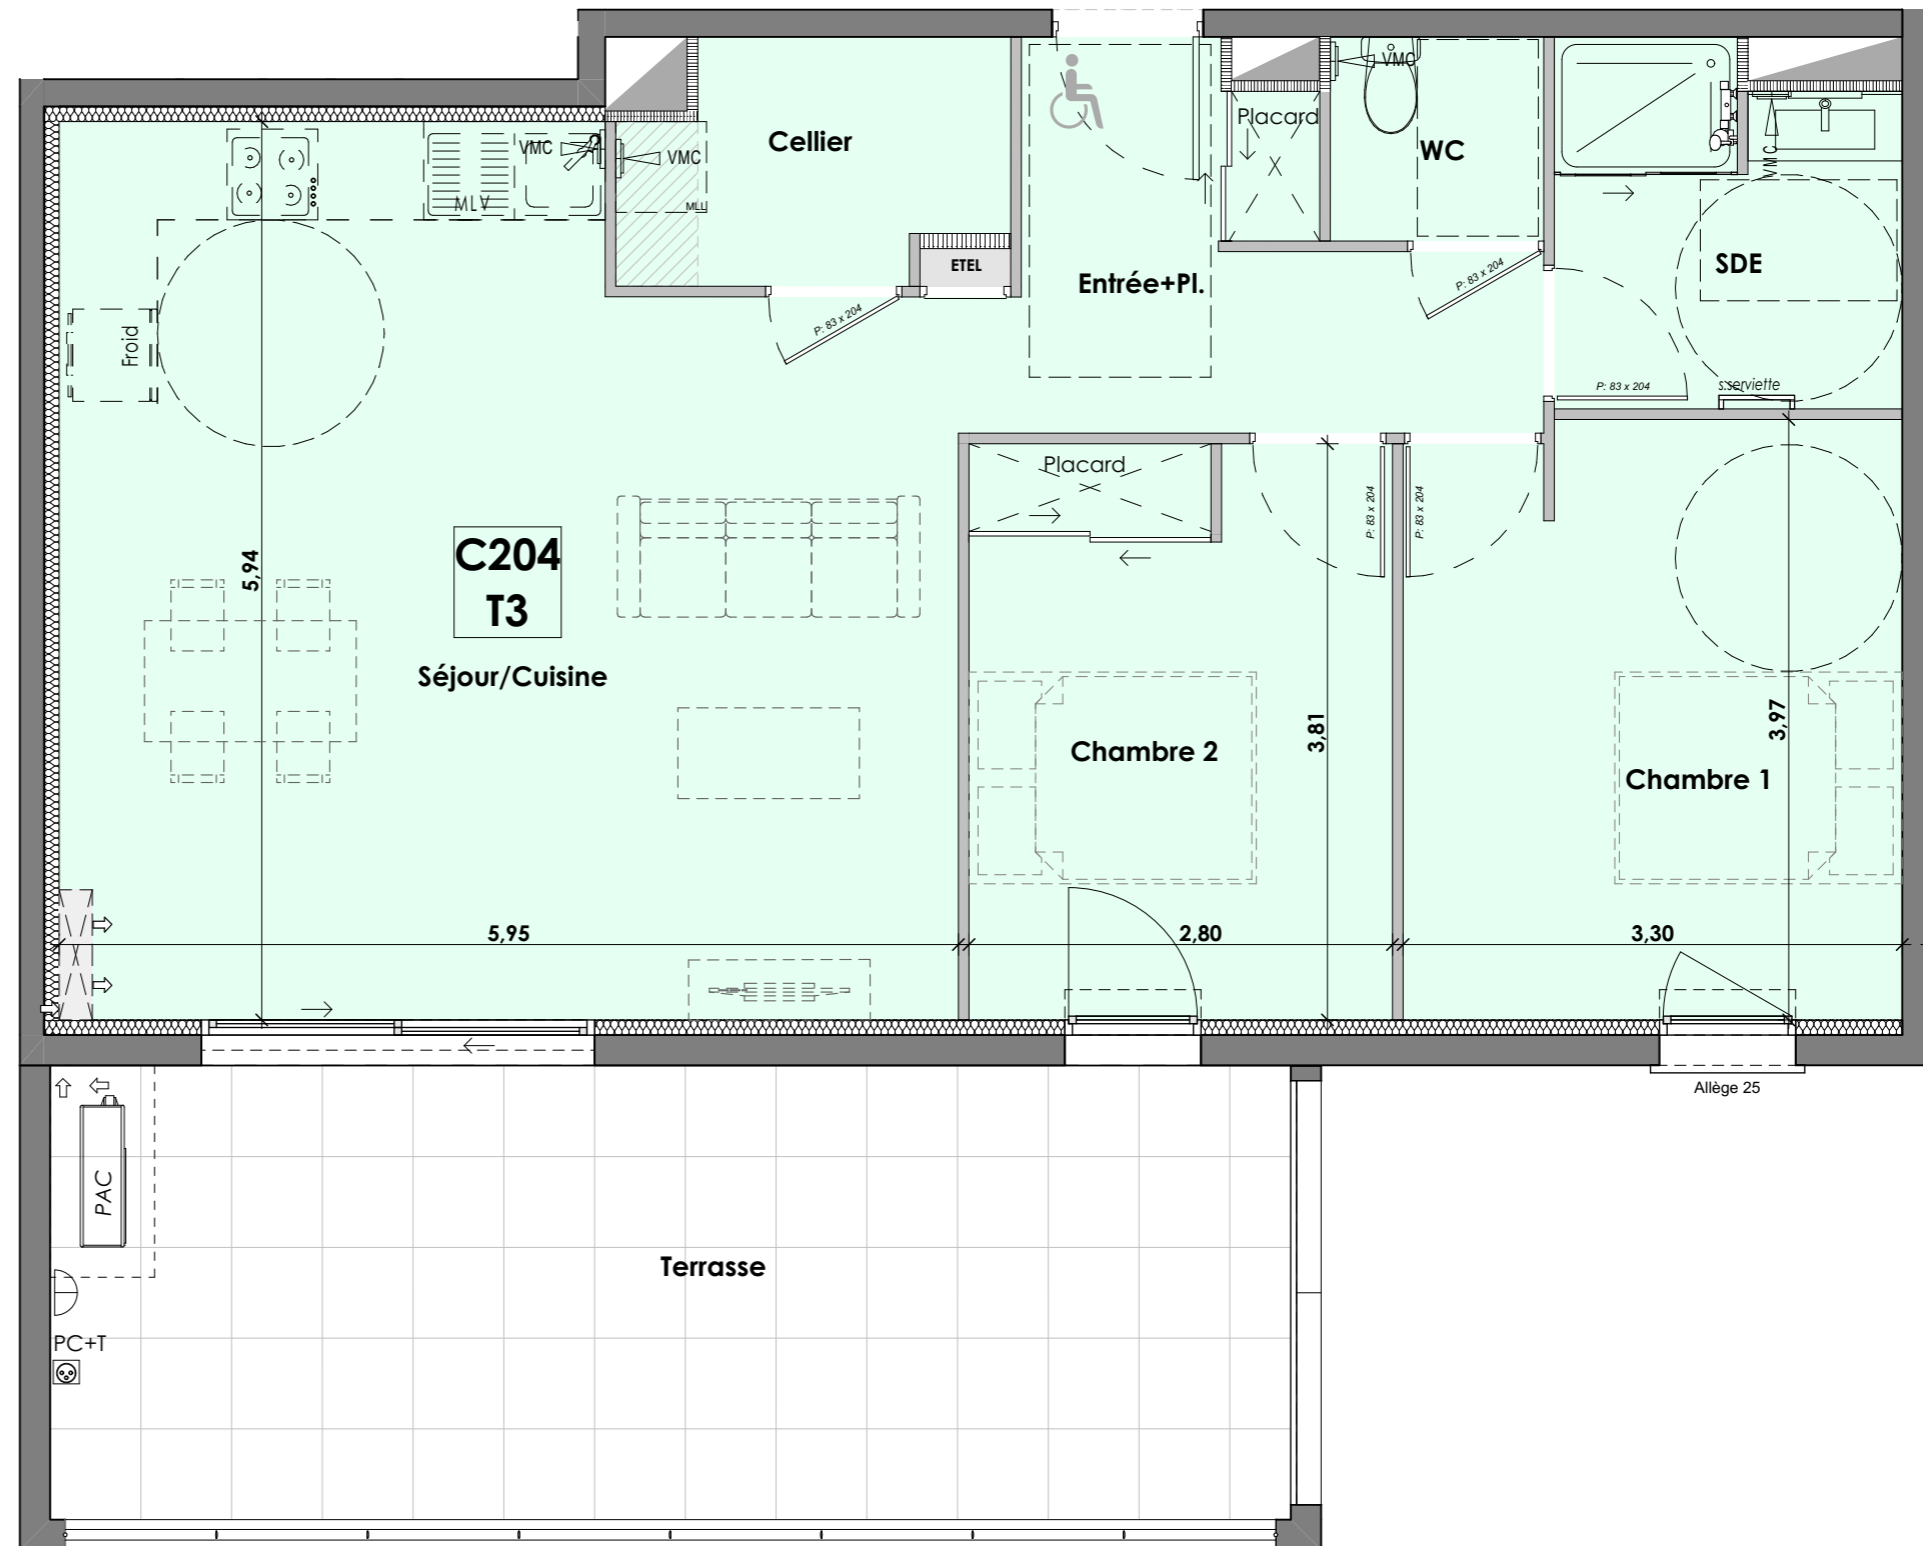 VMC
Placard
Cellier
VMC
VMC
WC
VMC
MLV
MLL
ETEL
SDE
Entrée+Pl.
P: 83 x 204
P: 83 x 204
Froid
P: 83 x 204
s.serviette
Placard
P: 83 x 204
P: 83 x 204
C204
T3
5,94
Séjour/Cuisine
3,81
3,97
Chambre 2
Chambre 1
5,95
2,80
3,30
Allège 25
PAC
Terrasse
PC+T